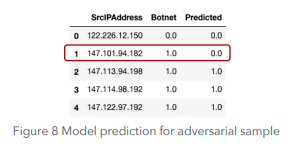 SrcIPAddress Botnet Predicted
0 122.226.12.150 0.0 0.0
1 147.101.94.182 1.0 0.0
2 147.113.94.198 1.0 1.0
3 147.114.98.192 1.0 1.0
4 147.122.97.192 1.0 1.0
Figure 8 Model prediction for adversarial sample